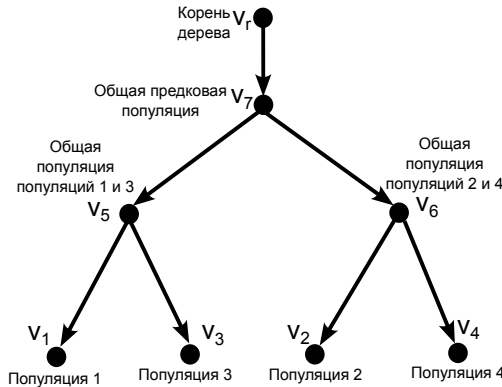 Корень
дерева
v_r
Общая предковая
популяция
v_7
Общая
популяция
популяций 1 и 3
Общая
популяция
популяций 2 и 4
v_5
v_6
v_1
v_3
v_2
v_4
Популяция 1
Популяция 3
Популяция 2
Популяция 4